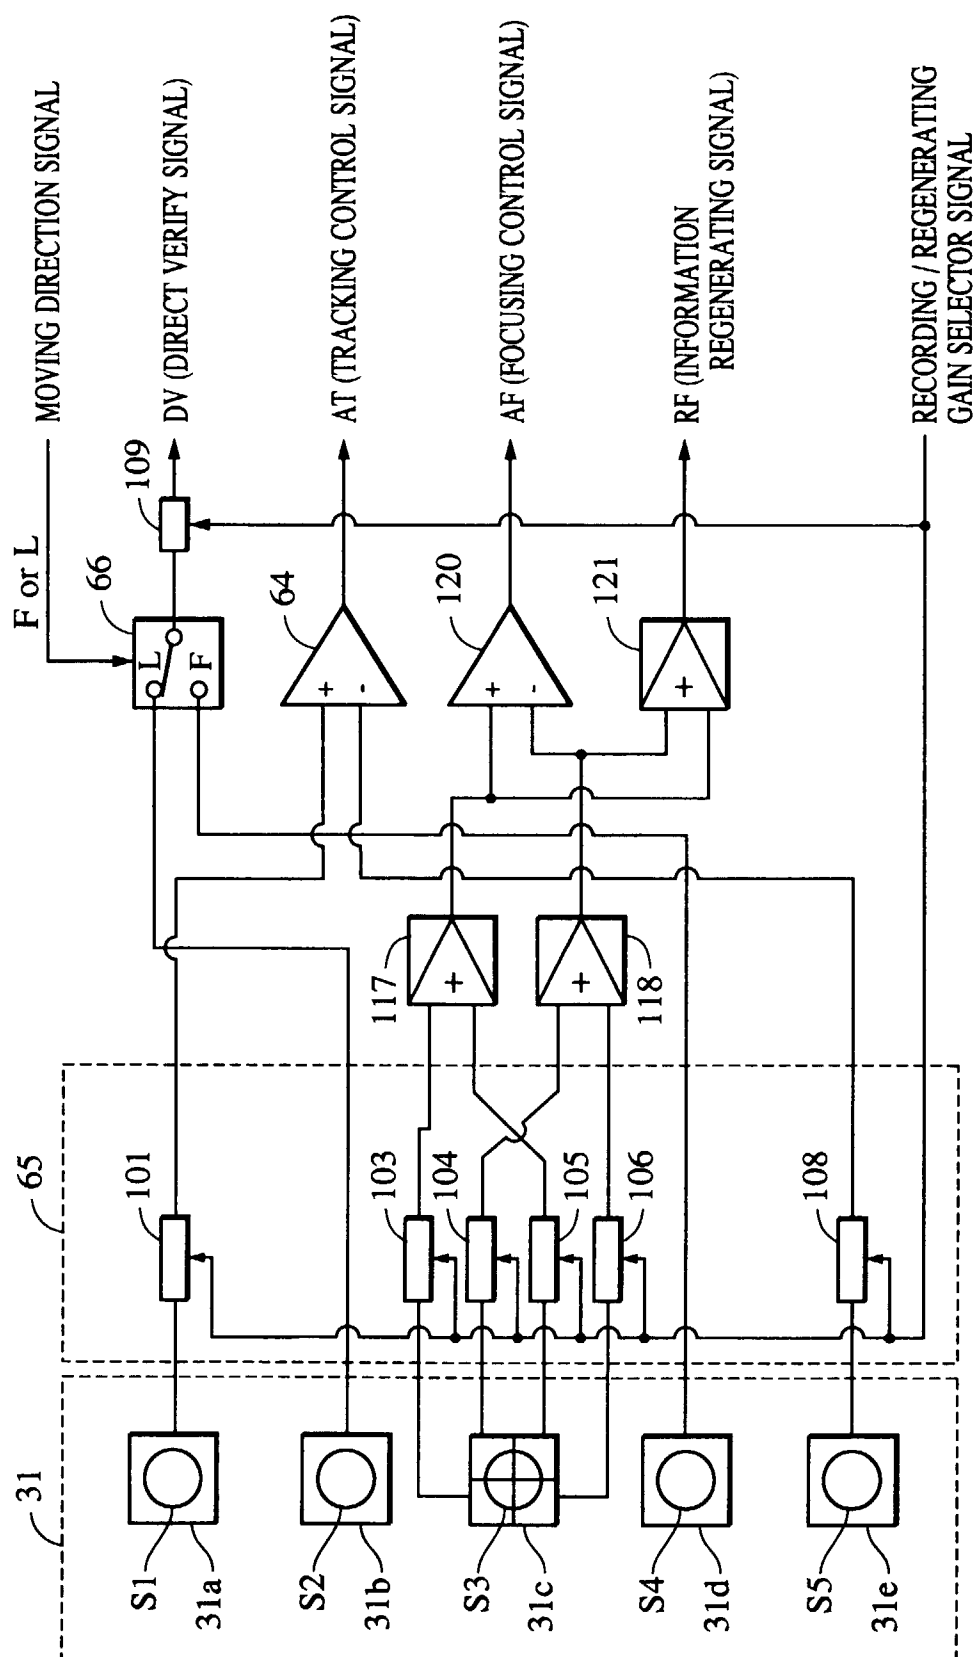 MOVING DIRECTION SIGNAL
DV (DIRECT VERIFY SIGNAL)
AT (TRACKING CONTROL SIGNAL)
AF (FOCUSING CONTROL SIGNAL)
RF (INFORMATION
REGENERATING SIGNAL)
RECORDING / REGENERATING
GAIN SELECTOR SIGNAL
F or L
109
66
L
F
64
+
-
120
+
-
121
+
117
+
118
+
65
101
103
104
105
106
108
31
S1
31a
S2
31b
S3
31c
S4
31d
S5
31e